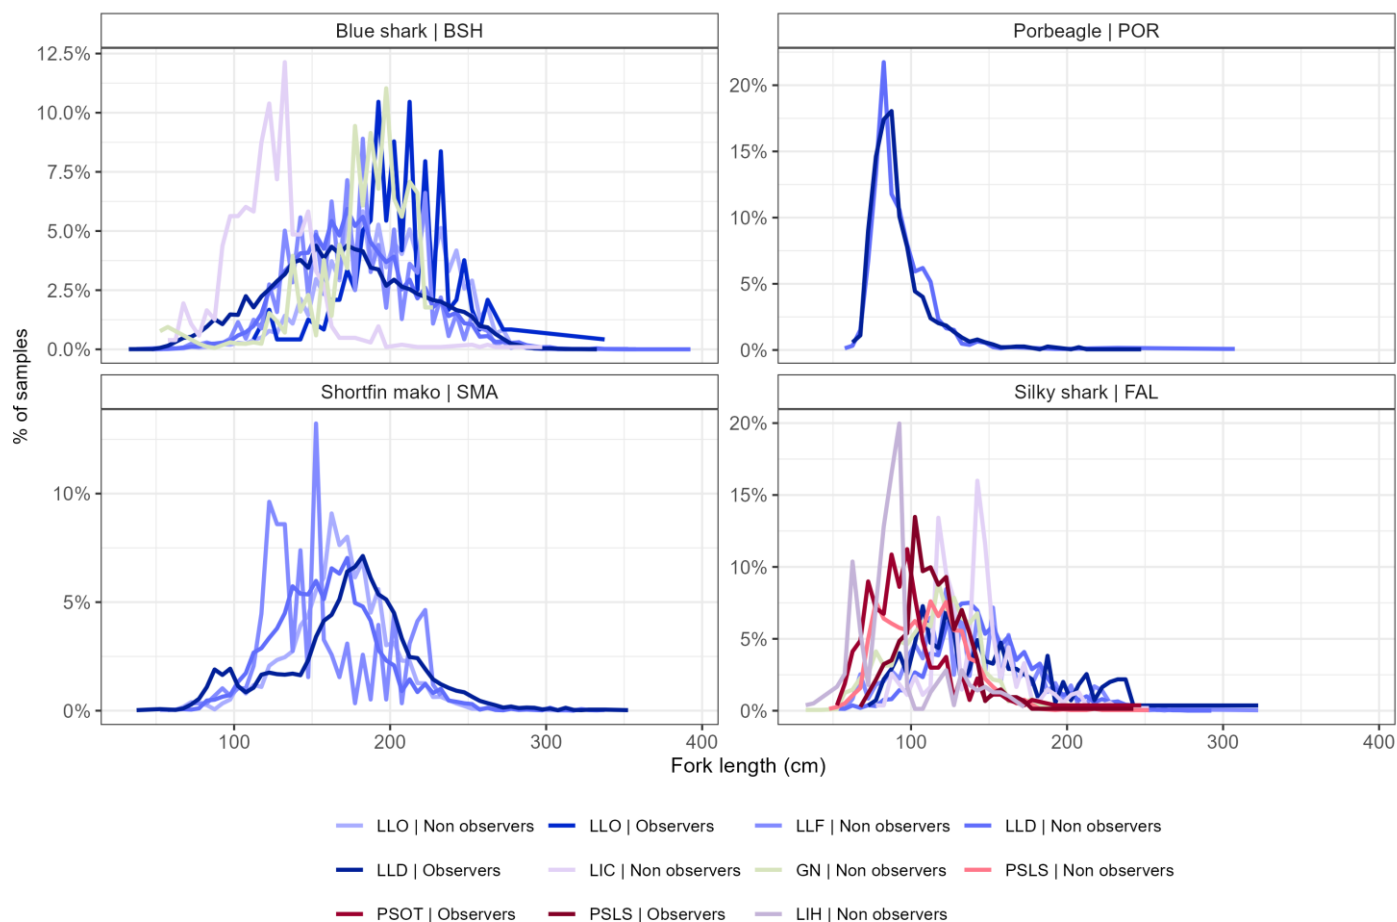 Blue shark | BSH
Porbeagle | POR
12.5%
10.0%
7.5%
5.0%
2.5%
0.0%
20%
15%
10%
5%
0%
% of samples
Shortfin mako | SMA
Silky shark | FAL
10%
5%
0%
20%
15%
10%
5%
0%
100 200 300 400
100 200 300 400
Fork length (cm)
LLO | Non observers LLO | Observers LLF | Non observers LLD | Non observers
LLD | Observers LIC | Non observers GN | Non observers PSLS | Non observers
PSOT | Observers PSLS | Observers LIH | Non observers